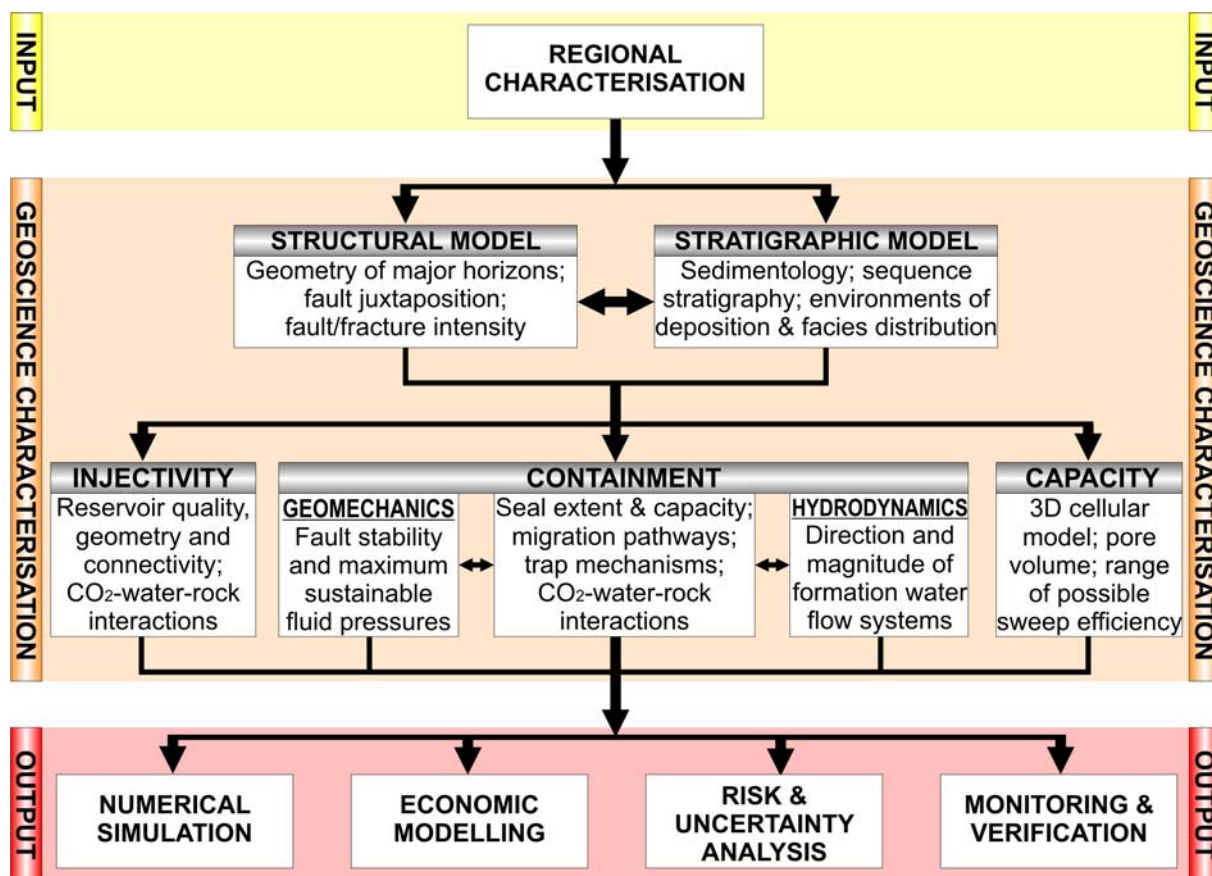 INPUT
REGIONAL
CHARACTERISATION
INPUT
GEOSCIENCE CHARACTERISATION
STRUCTURAL MODEL
Geometry of major horizons;
fault juxtaposition;
fault/fracture intensity
STRATIGRAPHIC MODEL
Sedimentology; sequence
stratigraphy; environments of
deposition & facies distribution
GEOSCIENCE CHARACTERISATION
INJECTIVITY
Reservoir quality,
geometry and
connectivity;
CO2-water-rock
interactions
CONTAINMENT
GEOMECHANICS
Fault stability
and maximum
sustainable
fluid pressures
Seal extent & capacity;
migration pathways;
trap mechanisms;
CO2-water-rock
interactions
HYDRODYNAMICS
Direction and
magnitude of
formation water
flow systems
CAPACITY
3D cellular
model; pore
volume; range
of possible
sweep efficiency
OUTPUT
NUMERICAL
SIMULATION
ECONOMIC
MODELLING
RISK &
UNCERTAINTY
ANALYSIS
MONITORING &
VERIFICATION
OUTPUT